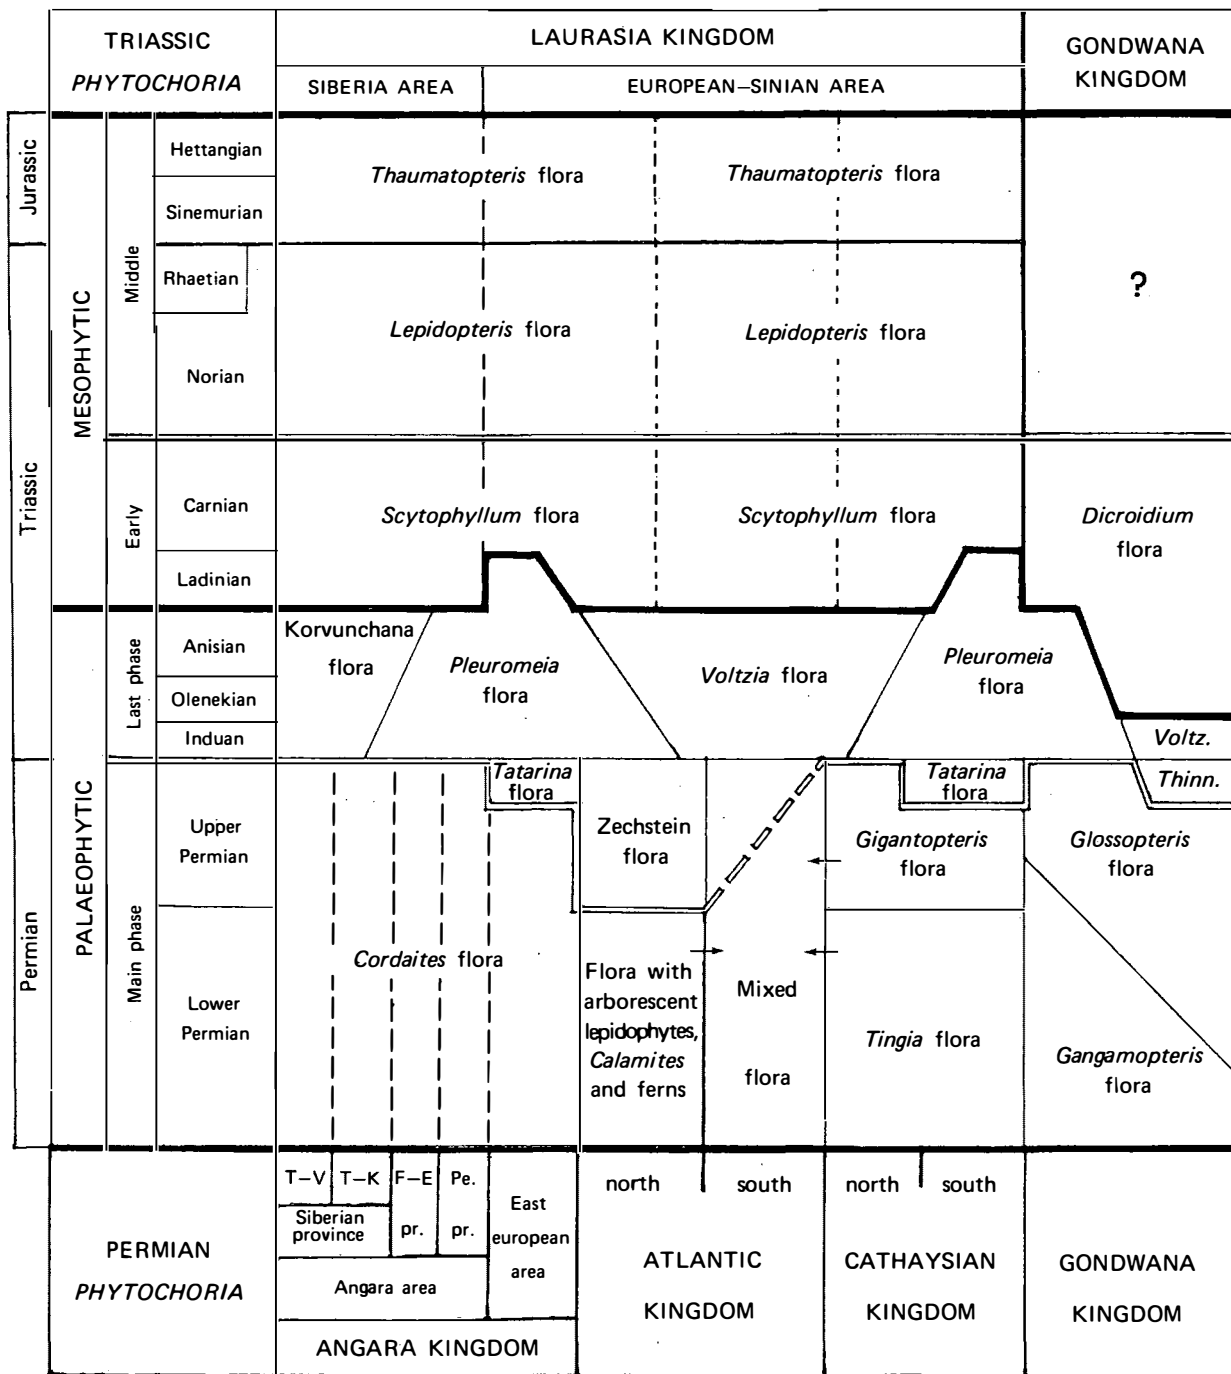 TRIASSIC
PHYTOCHORIA
LAURASIA KINGDOM
SIBERIA AREA
EUROPEAN–SINIAN AREA
GONDWANA
KINGDOM
Jurassic
Triassic
Permian
MESOPHYTIC
PALAEOPHYTIC
Middle
Early
Last phase
Main phase
Hettangian
Sinemurian
Rhaetian
Norian
Carnian
Ladinian
Anisian
Olenekian
Induan
Upper
Permian
Lower
Permian
Thaumatopteris flora
Thaumatopteris flora
Lepidopteris flora
Lepidopteris flora
?
Scytophyllum flora
Scytophyllum flora
Dicroidium
flora
Korvunchana
flora
Pleuromeia
flora
Voltzia flora
Pleuromeia
flora
Voltz.
Thinn.
Tatarina
flora
Tatarina
flora
Zechstein
flora
Gigantopteris
flora
Glossopteris
flora
Cordaites flora
Flora with
arborescent
lepidophytes,
Calamites
and ferns
Mixed
flora
Tingia flora
Gangamopteris
flora
PERMIAN
PHYTOCHORIA
T–V
T–K
F–E
pr.
Pe.
pr.
Siberian
province
Angara area
East
european
area
ANGARA KINGDOM
north
south
ATLANTIC
KINGDOM
north
south
CATHAYSIAN
KINGDOM
GONDWANA
KINGDOM